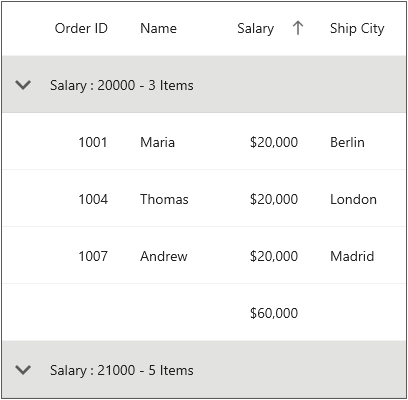 Order ID Name Salary Ship City
Salary : 20000 - 3 Items
1001 Maria $20,000 Berlin
1004 Thomas $20,000 London
1007 Andrew $20,000 Madrid
$60,000
Salary : 21000 - 5 Items